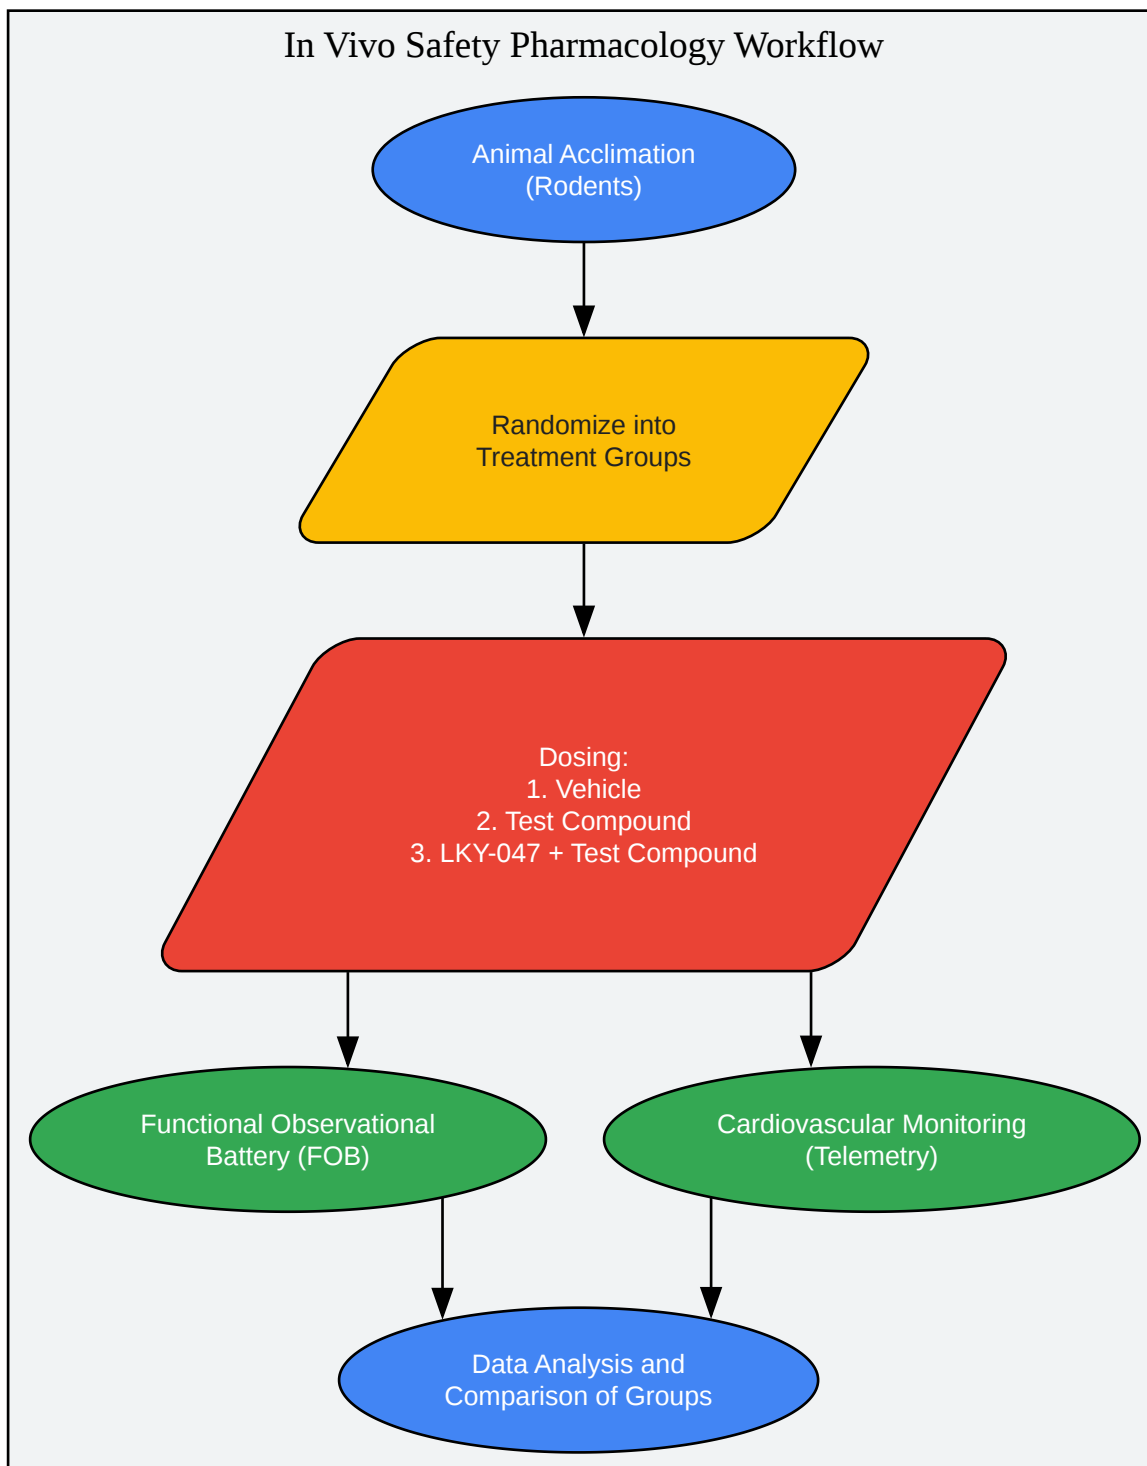 In Vivo Safety Pharmacology Workflow
Animal Acclimation
(Rodents)
Randomize into
Treatment Groups
Dosing:
1. Vehicle
2. Test Compound
3. LKY-047 + Test Compound
Functional Observational
Battery (FOB)
Cardiovascular Monitoring
(Telemetry)
Data Analysis and
Comparison of Groups